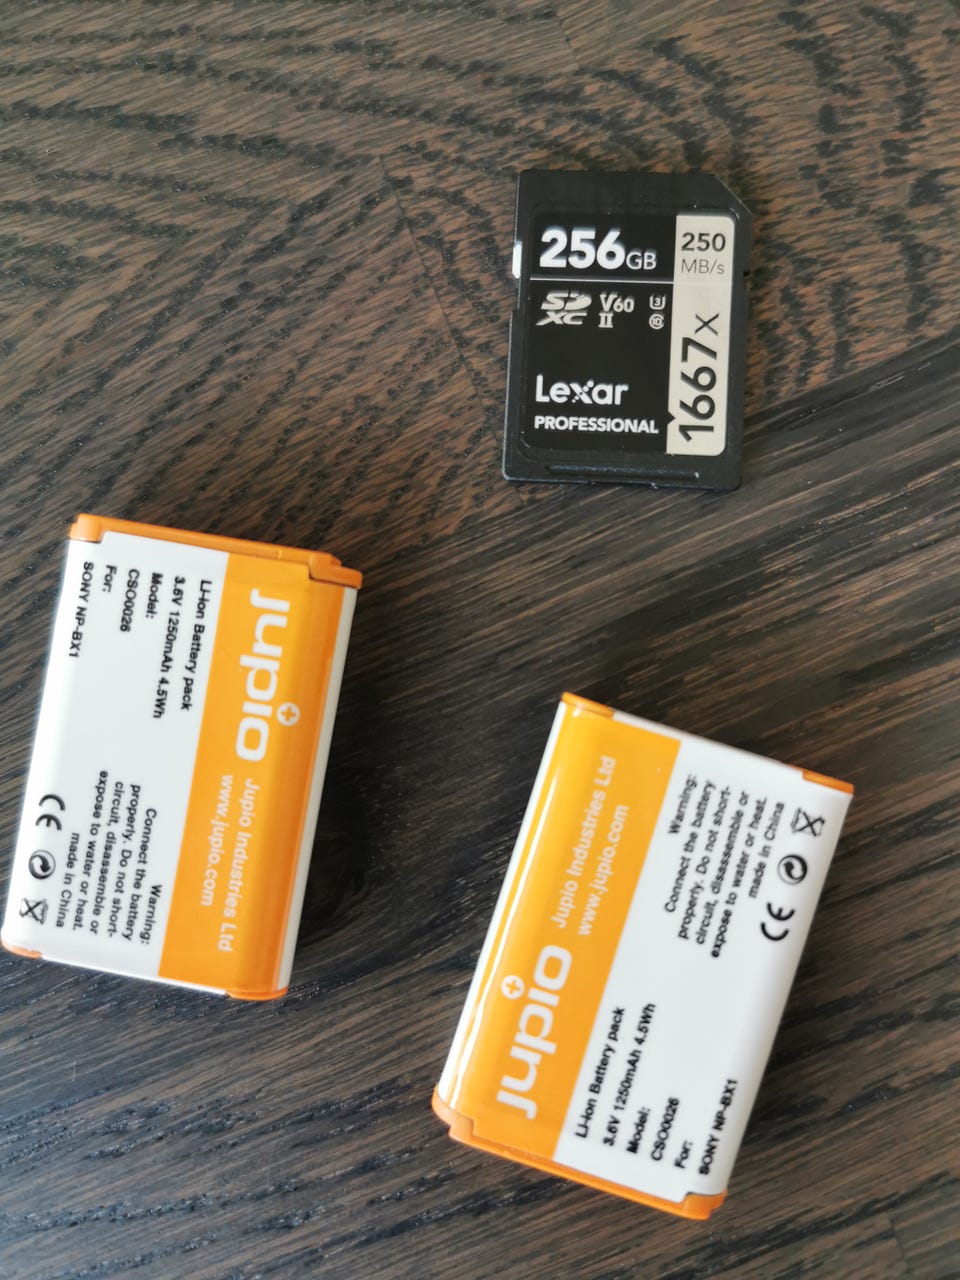 256GB
250
MB/s
SD
XC
V60
II
3
10
1667x
Lexar
PROFESSIONAL
Jupio
Jupio Industries Ltd
www.jupio.com
Li-Ion Battery pack
3.6V 1250mAh 4.5Wh
Model:
CSO0026
For:
SONY NP-BX1
Warning:
Connect the battery
properly. Do not short-
circuit, disassemble or
expose to water or heat.
made in China
CE
Jupio
Jupio Industries Ltd
www.jupio.com
Li-Ion Battery pack
3.6V 1250mAh 4.5Wh
Model:
CSO0026
For:
SONY NP-BX1
Warning:
Connect the battery
properly. Do not short-
circuit, disassemble or
expose to water or heat.
made in China
CE